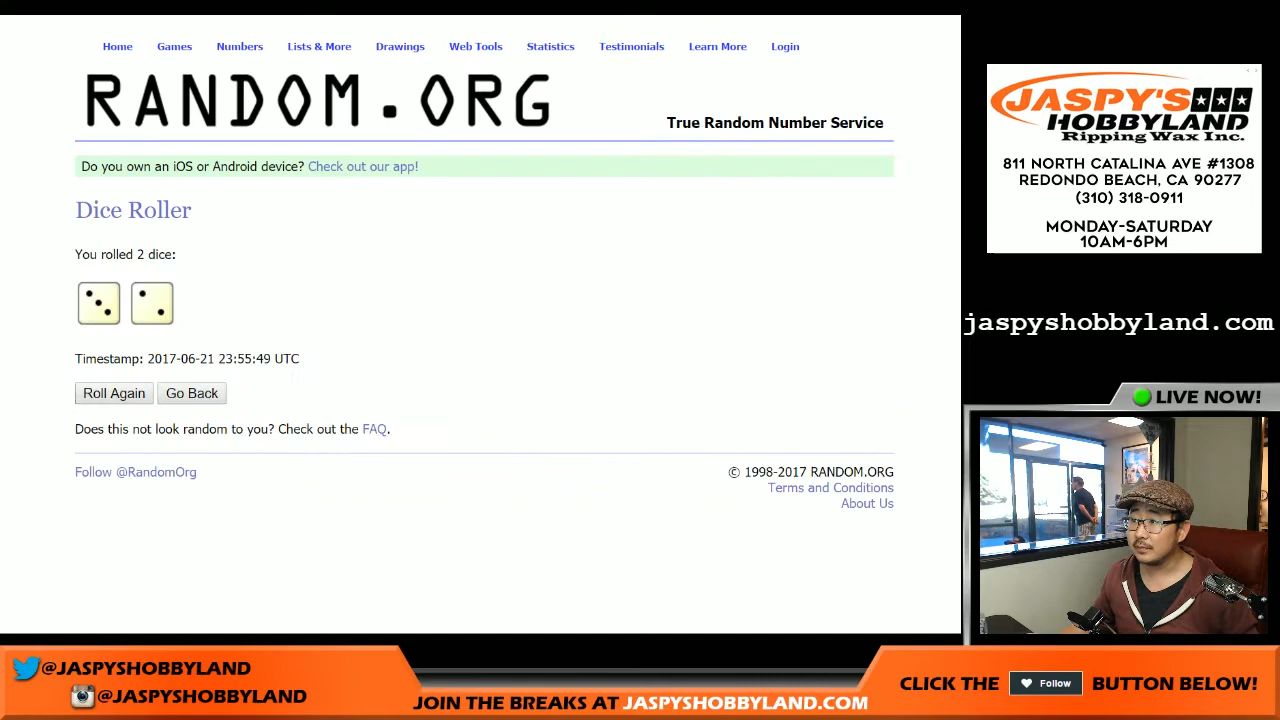 Home Games Numbers Lists & More Drawings Web Tools Statistics Testimonials Learn More Login
RANDOM.ORG
True Random Number Service
Do you own an iOS or Android device? Check out our app!
Dice Roller
You rolled 2 dice:
Timestamp: 2017-06-21 23:55:49 UTC
Roll Again Go Back
Does this not look random to you? Check out the FAQ.
Follow @RandomOrg
© 1998-2017 RANDOM.ORG
Terms and Conditions
About Us
JASPY'S
HOBBYLAND
Ripping Wax Inc.
811 NORTH CATALINA AVE #1308
REDONDO BEACH, CA 90277
(310) 318-0911
MONDAY-SATURDAY
10AM-6PM
jaspyshobbyland.com
LIVE NOW!
@JASPYSHOBBYLAND
@JASPYSHOBBYLAND
JOIN THE BREAKS AT JASPYSHOBBYLAND.COM
CLICK THE Follow BUTTON BELOW!